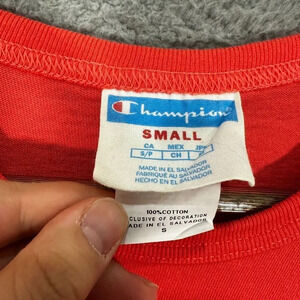 Champion
SMALL
CA MEX JPN
S/P CH
MADE IN EL SALVADOR
FABRIQUÉ AU SALVADOR
HECHO EN EL SALVADOR
100%COTTON
CLUSIVE OF DECORATION
DE IN EL SALVADOR
S